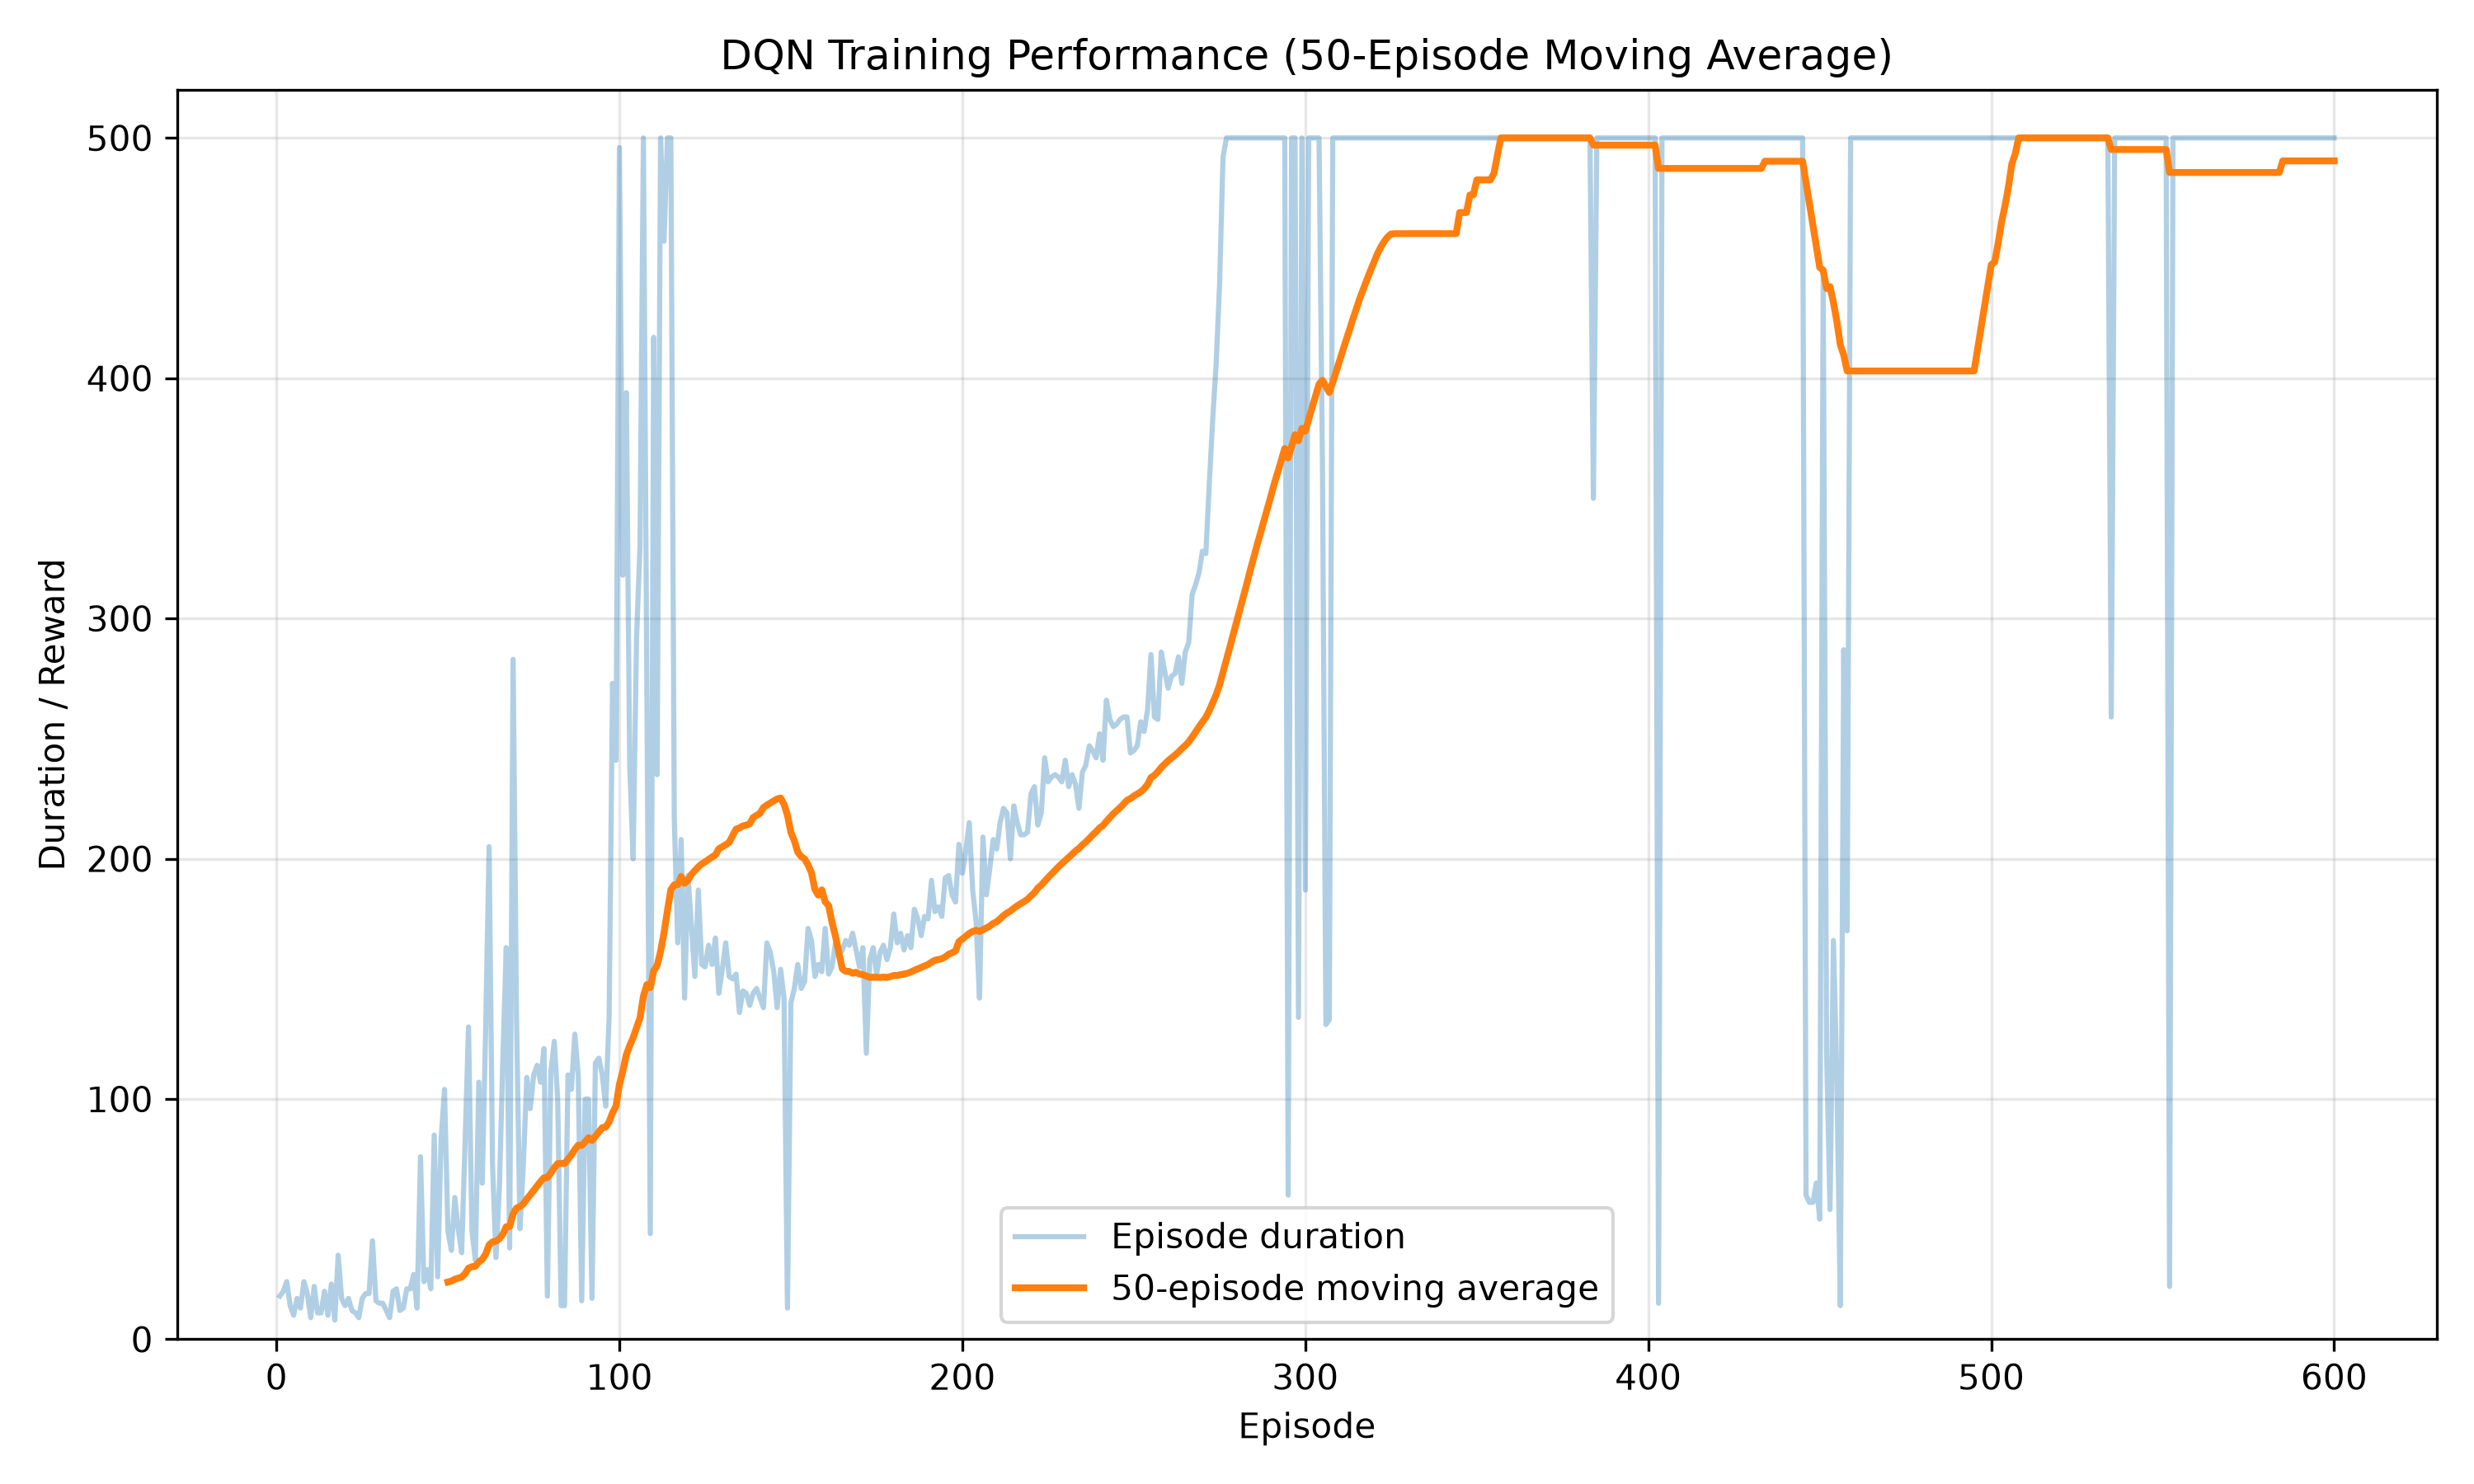 DQN Training Performance (50-Episode Moving Average)
Duration / Reward
500
400
300
200
100
0
0 100 200 300 400 500 600
Episode
Episode duration
50-episode moving average